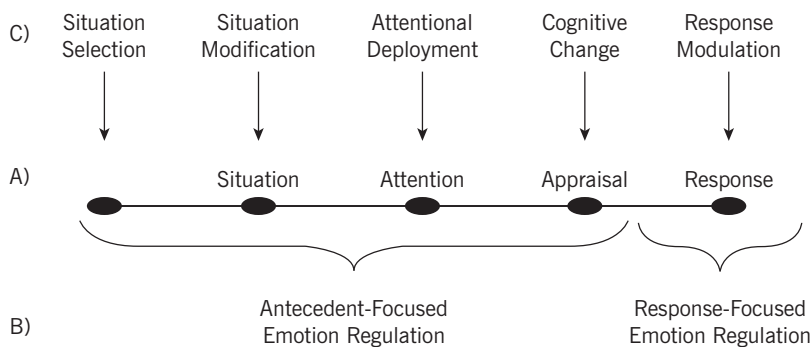 C) Situation Selection Situation Modification Attentional Deployment Cognitive Change Response Modulation
A) Situation Attention Appraisal Response
B) Antecedent-Focused Emotion Regulation Response-Focused Emotion Regulation